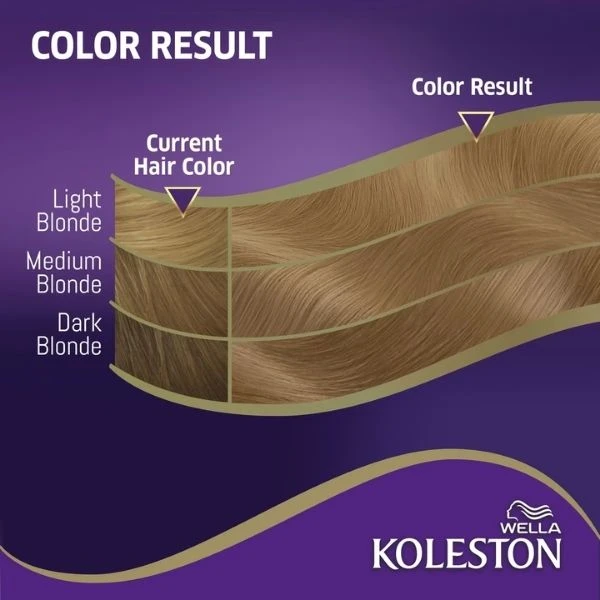 COLOR RESULT
Color Result
Current
Hair Color
Light
Blonde
Medium
Blonde
Dark
Blonde
WELLA
KOLESTON